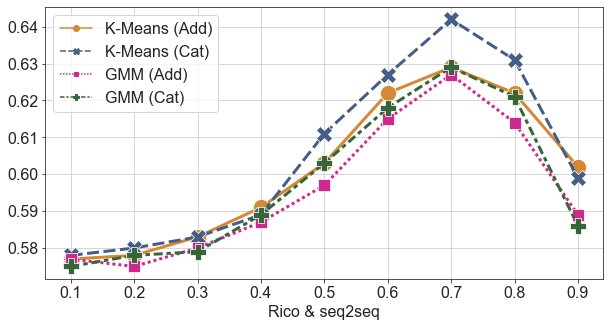 0.64
0.63
0.62
0.61
0.60
0.59
0.58
K-Means (Add)
K-Means (Cat)
GMM (Add)
GMM (Cat)
0.1 0.2 0.3 0.4 0.5 0.6 0.7 0.8 0.9
Rico & seq2seq